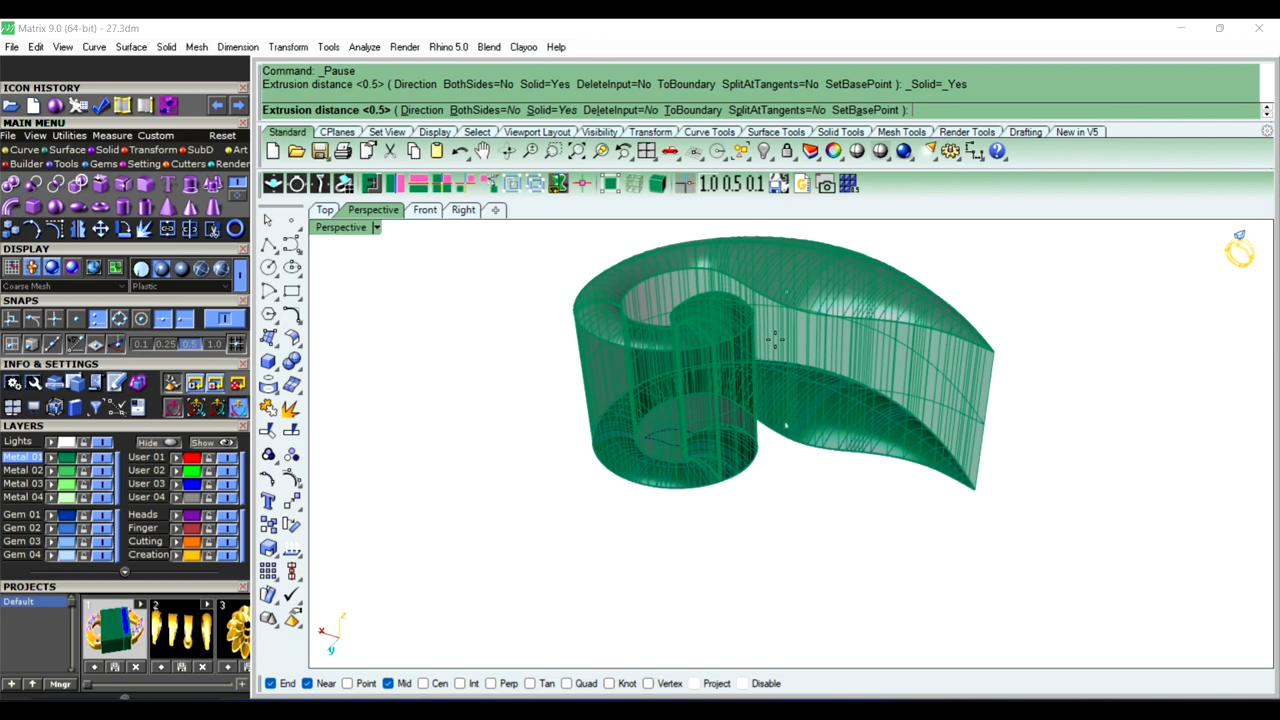 Matrix 9.0 (64-bit) - 27.3dm
File Edit View Curve Surface Solid Mesh Dimension Transform Tools Analyze Render Rhino 5.0 Blend Clayoo Help
Command: _Pause
Extrusion distance <0.5> ( Direction BothSides=No Solid=Yes DeleteInput=No ToBoundary SplitAtTangents=No SetBasePoint ): _Solid=_Yes
Extrusion distance <0.5> ( Direction BothSides=No Solid=Yes DeleteInput=No ToBoundary SplitAtTangents=No SetBasePoint ):
Standard CPlanes Set View Display Select Viewport Layout Visibility Transform Curve Tools Surface Tools Solid Tools Mesh Tools Render Tools Drafting New in V5
1.0 0.5 0.1
Top Perspective Front Right
Perspective
ICON HISTORY
MAIN MENU
File View Utilities Measure Custom Reset
Curve Surface Solid Transform SubD Art
Builder Tools Gems Setting Cutters Render
DISPLAY
Coarse Mesh Plastic
SNAPS
0.1 0.25 0.5 1.0
INFO & SETTINGS
LAYERS
Lights Hide Show
Metal 01 User 01
Metal 02 User 02
Metal 03 User 03
Metal 04 User 04
Gem 01 Heads
Gem 02 Finger
Gem 03 Cutting
Gem 04 Creation
PROJECTS
Default
1 2 3
Mngr
z
x
y
End Near Point Mid Cen Int Perp Tan Quad Knot Vertex Project Disable